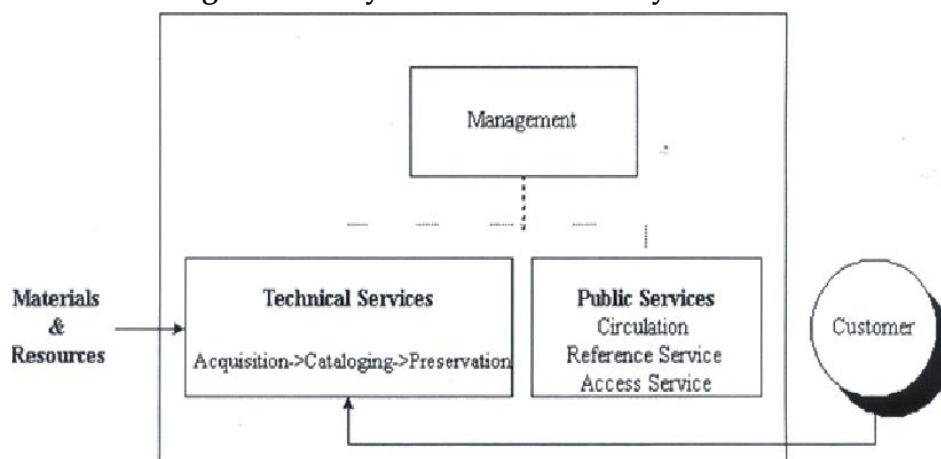 Management
Materials
&
Resources
Technical Services
Acquisition->Cataloging->Preservation
Public Services
Circulation
Reference Service
Access Service
Customer